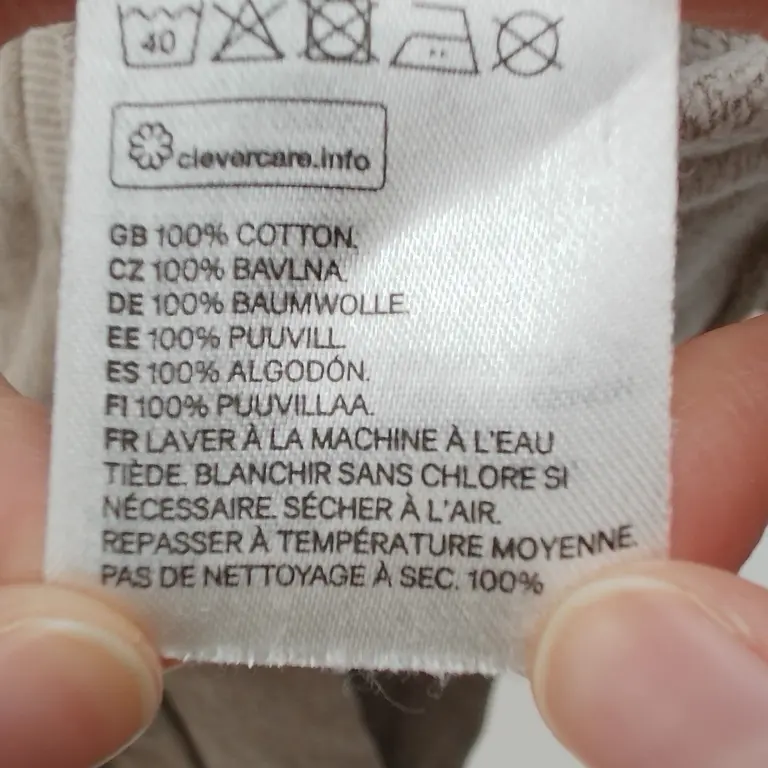 40
clevercare.info
GB 100% COTTON.
CZ 100% BAVLNA.
DE 100% BAUMWOLLE.
EE 100% PUUVILL.
ES 100% ALGODÓN.
FI 100% PUUVILLAA.
FR LAVER À LA MACHINE À L'EAU
TIÈDE. BLANCHIR SANS CHLORE SI
NÉCESSAIRE. SÉCHER À L'AIR.
REPASSER À TEMPÉRATURE MOYENNE.
PAS DE NETTOYAGE À SEC. 100%